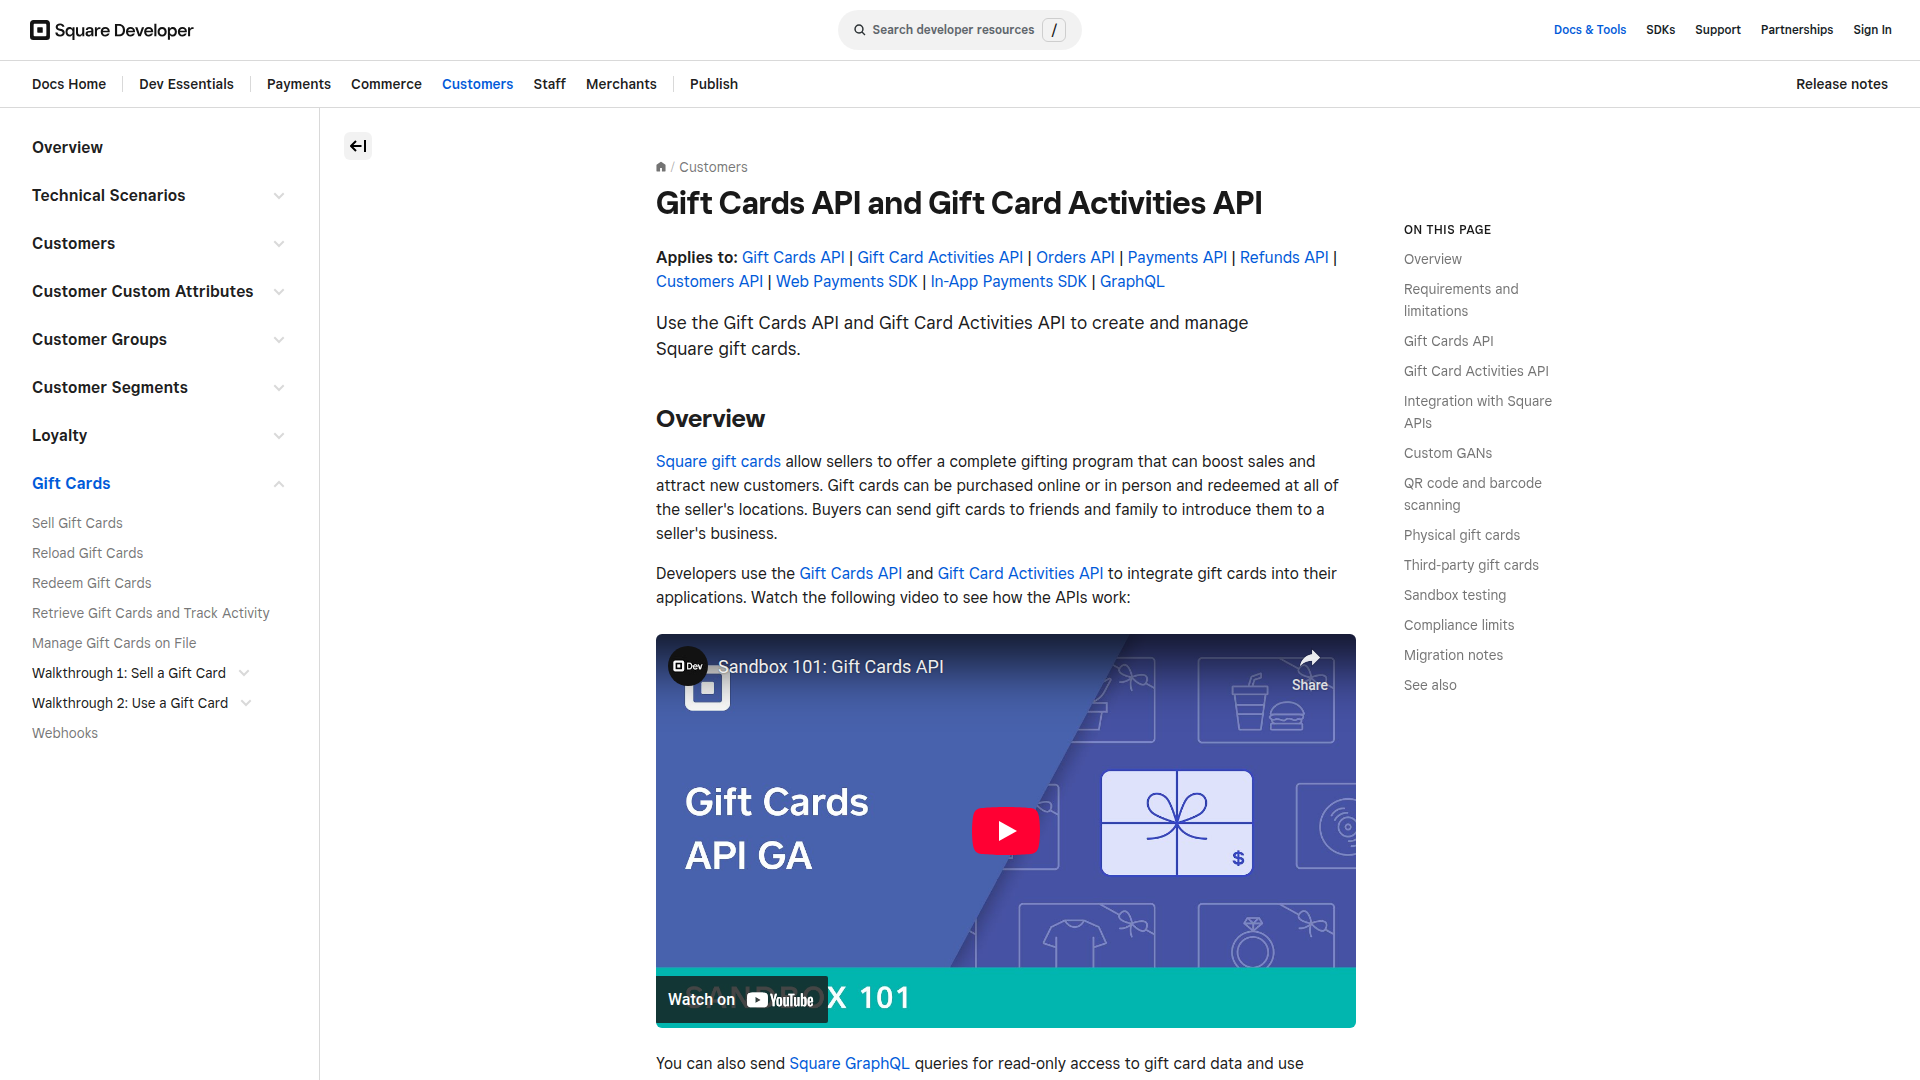 Square Developer
Search developer resources /
Docs & Tools
SDKs
Support
Partnerships
Sign In
Docs Home
Dev Essentials
Payments
Commerce
Customers
Staff
Merchants
Publish
Release notes
Overview
Technical Scenarios
Customers
Customer Custom Attributes
Customer Groups
Customer Segments
Loyalty
Gift Cards
Sell Gift Cards
Reload Gift Cards
Redeem Gift Cards
Retrieve Gift Cards and Track Activity
Manage Gift Cards on File
Walkthrough 1: Sell a Gift Card
Walkthrough 2: Use a Gift Card
Webhooks
/ Customers
Gift Cards API and Gift Card Activities API
Applies to: Gift Cards API | Gift Card Activities API | Orders API | Payments API | Refunds API |
Customers API | Web Payments SDK | In-App Payments SDK | GraphQL
Use the Gift Cards API and Gift Card Activities API to create and manage
Square gift cards.
Overview
Square gift cards allow sellers to offer a complete gifting program that can boost sales and
attract new customers. Gift cards can be purchased online or in person and redeemed at all of
the seller's locations. Buyers can send gift cards to friends and family to introduce them to a
seller's business.
Developers use the Gift Cards API and Gift Card Activities API to integrate gift cards into their
applications. Watch the following video to see how the APIs work:
Dev
Sandbox 101: Gift Cards API
Share
Gift Cards
API GA
$
SANDBOX 101
Watch on YouTube
You can also send Square GraphQL queries for read-only access to gift card data and use
ON THIS PAGE
Overview
Requirements and
limitations
Gift Cards API
Gift Card Activities API
Integration with Square
APIs
Custom GANs
QR code and barcode
scanning
Physical gift cards
Third-party gift cards
Sandbox testing
Compliance limits
Migration notes
See also